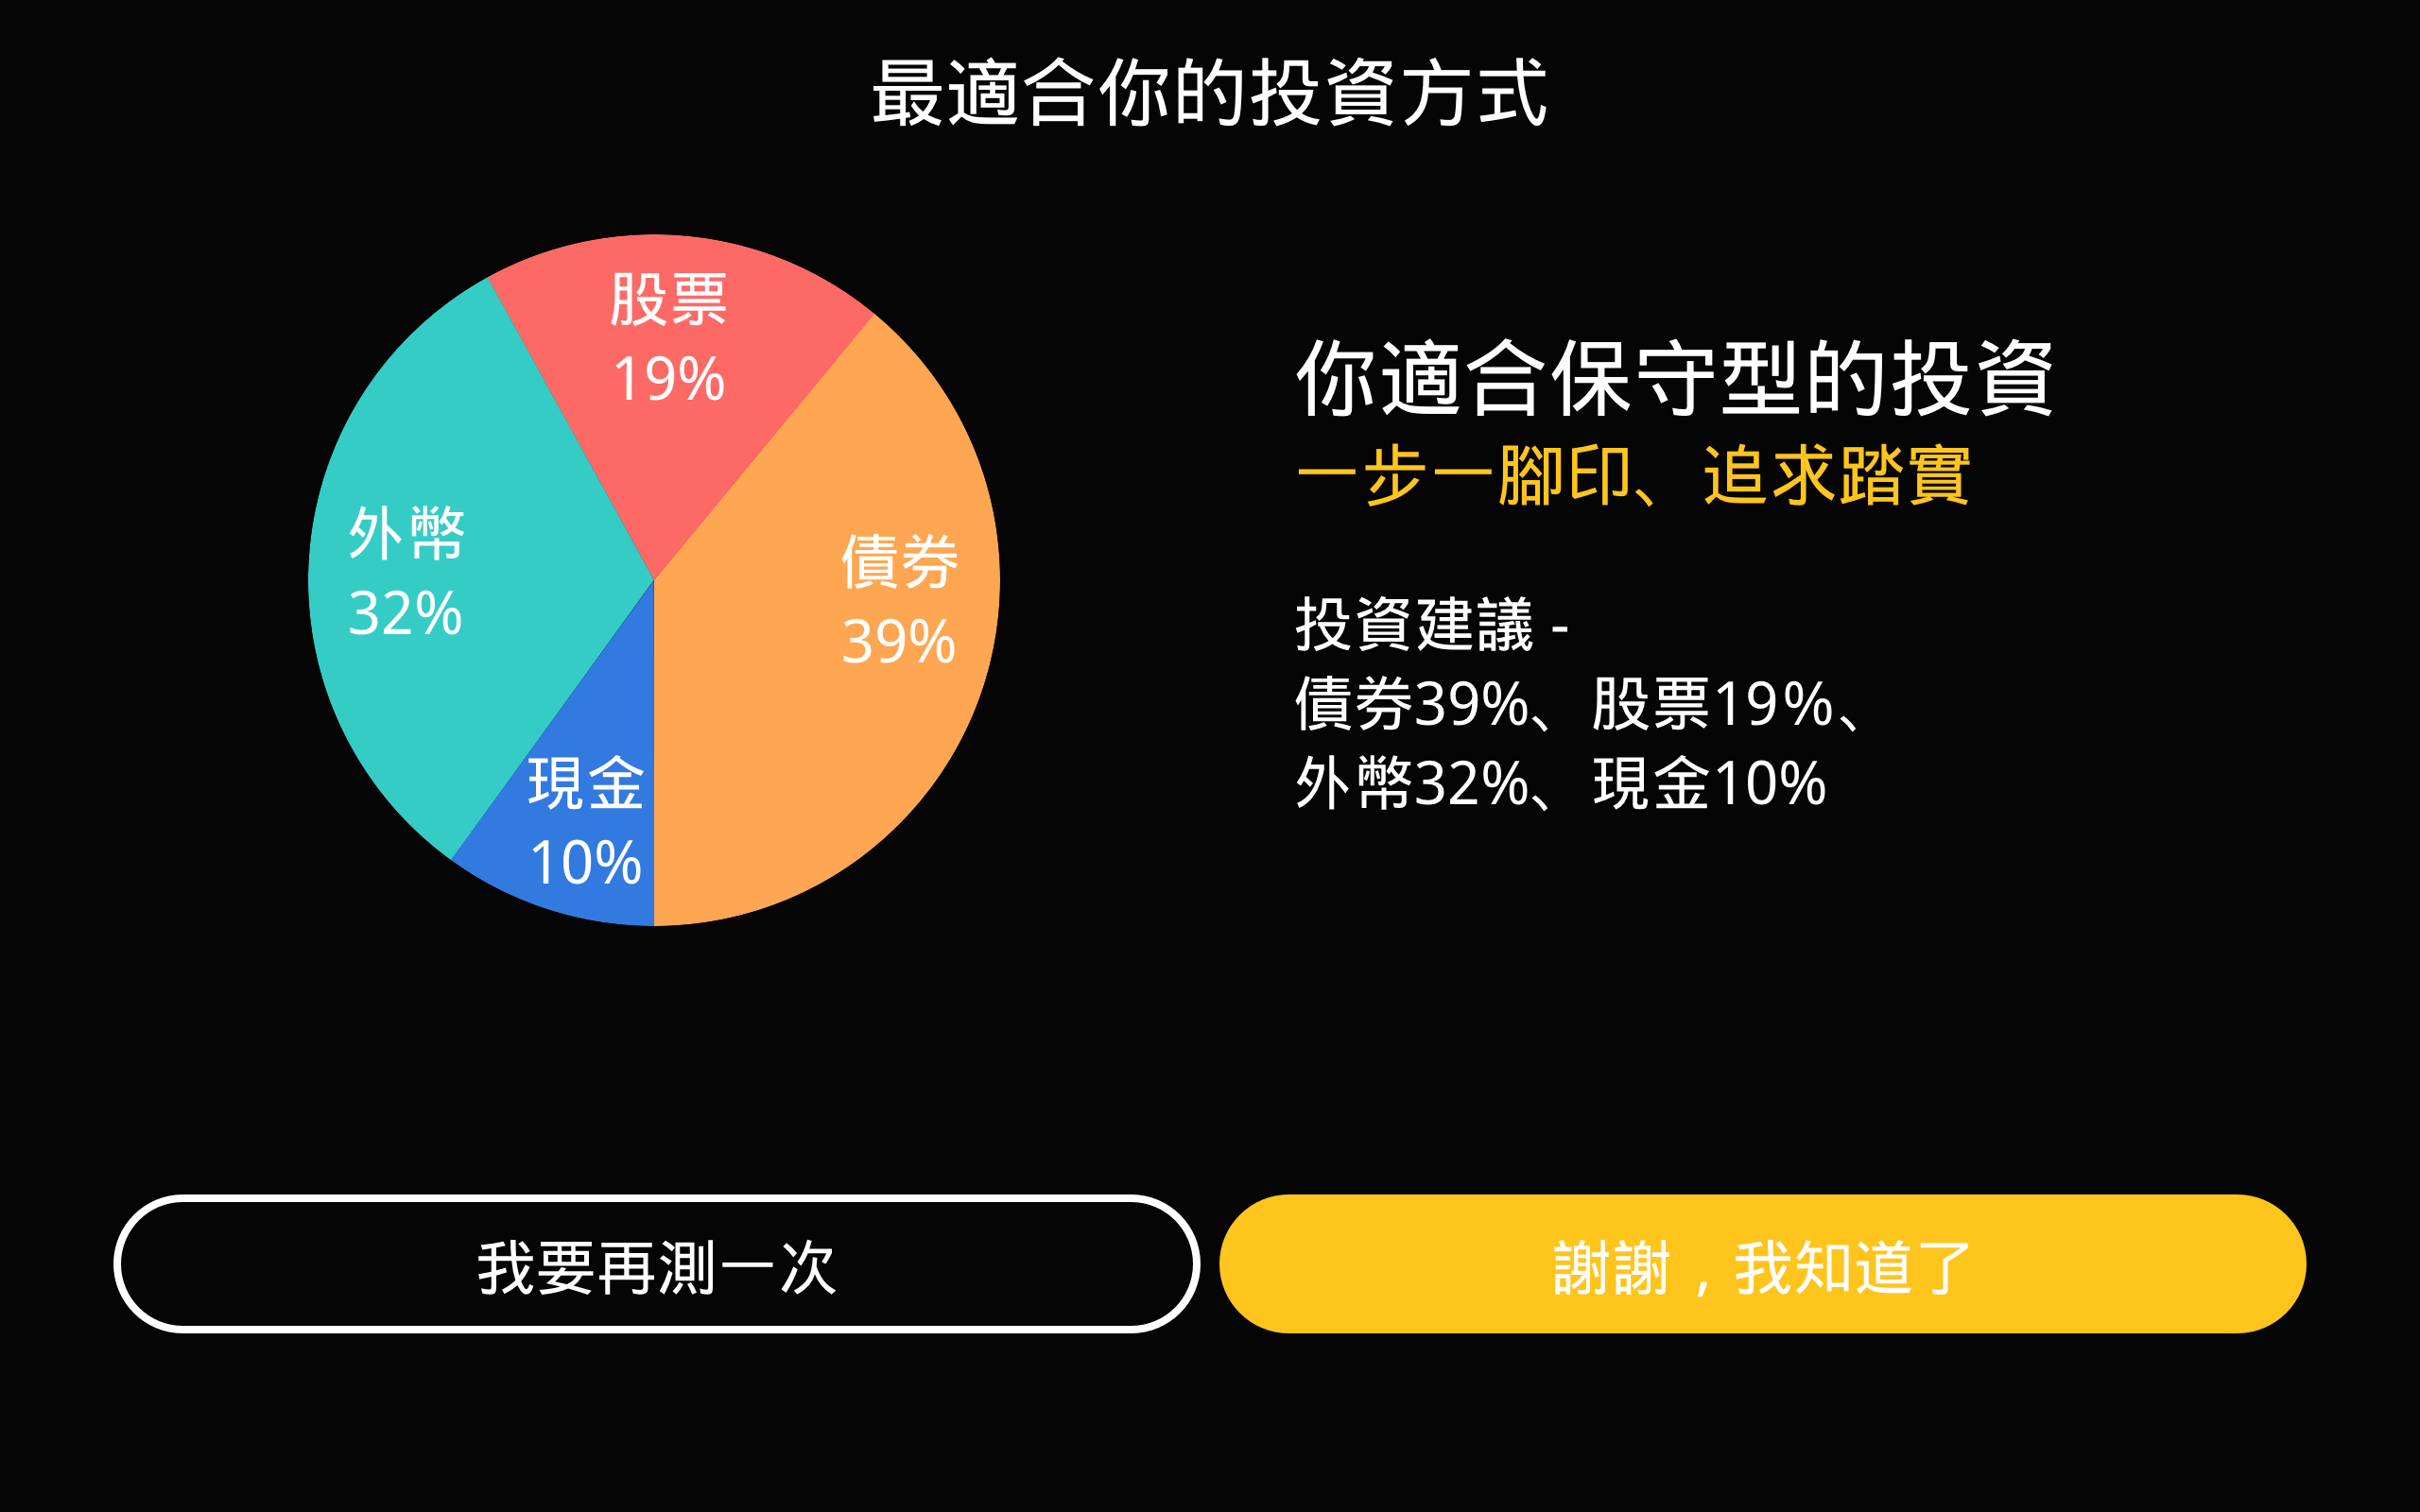 最適合你的投資方式
股票
19%
外幣
32%
債券
39%
現金
10%
你適合保守型的投資
一步一腳印、追求踏實
投資建議 -
債券39%、股票19%、
外幣32%、現金10%
我要再測一次
謝謝，我知道了